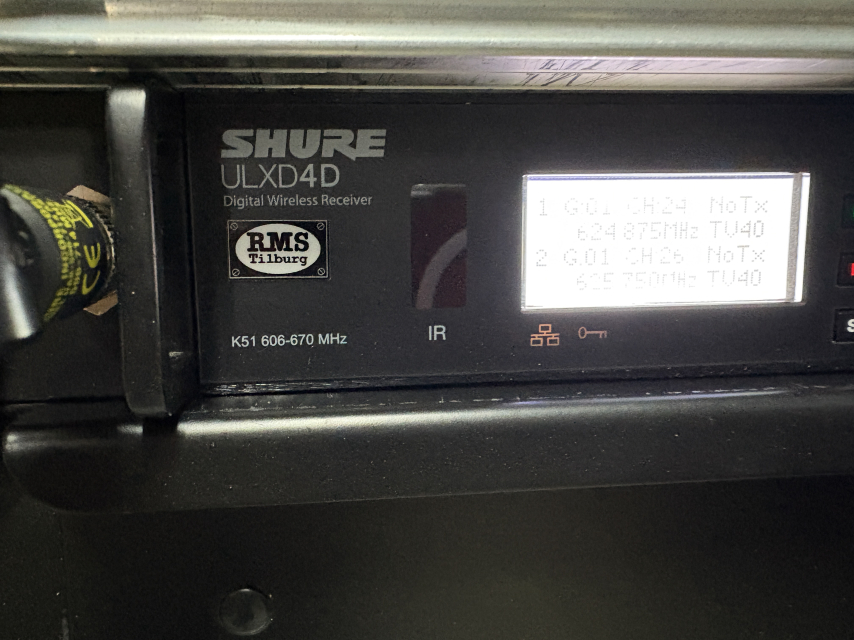 SHURE
ULXD4D
Digital Wireless Receiver
RMS
Tilburg
K51 606-670 MHz
IR
1 G:01 CH:24 NoTx
624.875MHz TV40
2 G:01 CH:26 NoTx
625.750MHz TV40
CE